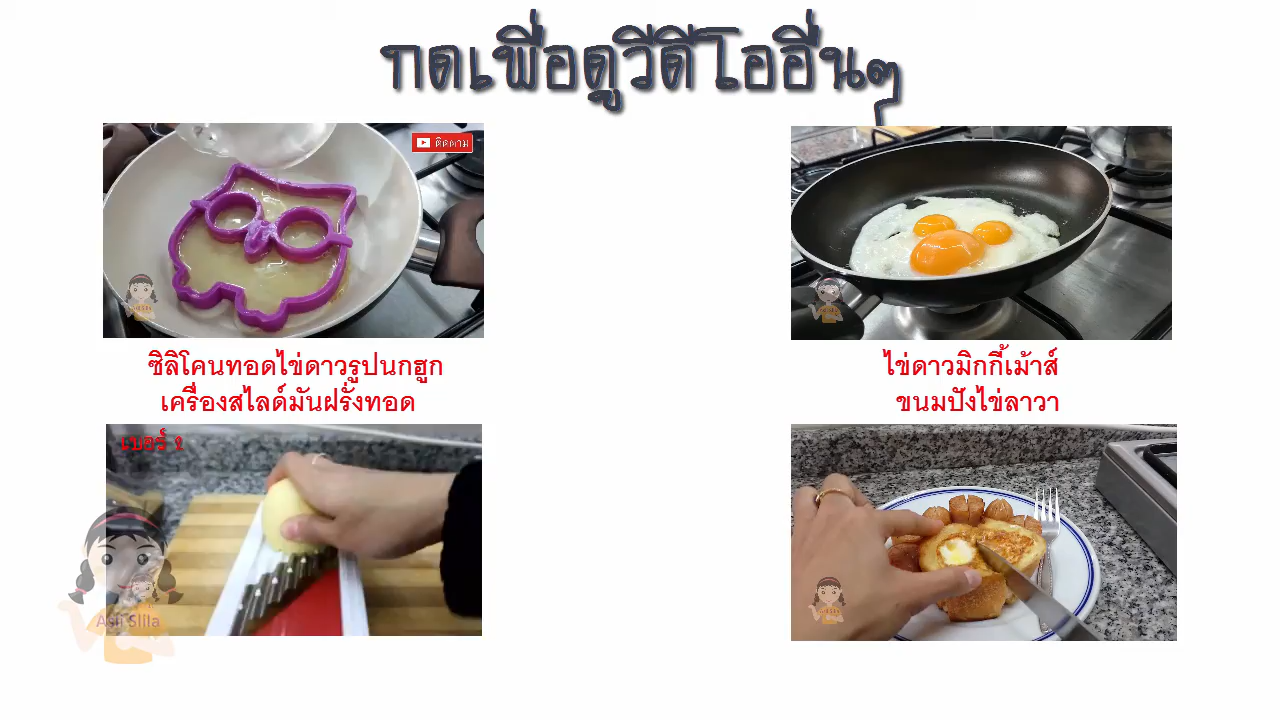 กดเพื่อดูวีดีโออื่นๆ
ติดตาม
ซิลิโคนทอดไข่ดาวรูปนกฮูก
เครื่องสไลด์มันฝรั่งทอด
ไข่ดาวมิกกี้เม้าส์
ขนมปังไข่ลาวา
เบอร์ 1